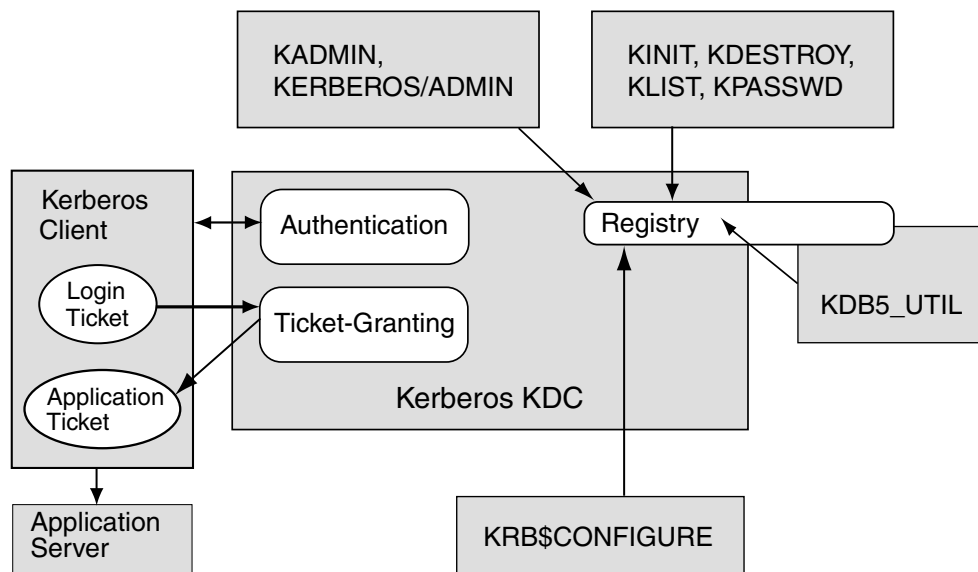 KADMIN,
KERBEROS/ADMIN
KINIT, KDESTROY,
KLIST, KPASSWD
Kerberos
Client
Authentication
Registry
Login
Ticket
Ticket-Granting
KDB5_UTIL
Application
Ticket
Kerberos KDC
Application
Server
KRB$CONFIGURE